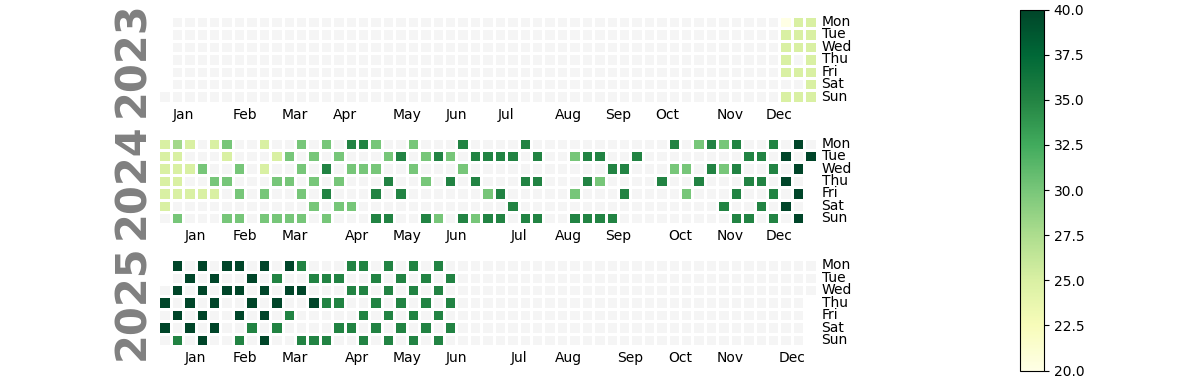 2023
Mon
Tue
Wed
Thu
Fri
Sat
Sun
Jan Feb Mar Apr May Jun Jul Aug Sep Oct Nov Dec
2024
Mon
Tue
Wed
Thu
Fri
Sat
Sun
Jan Feb Mar Apr May Jun Jul Aug Sep Oct Nov Dec
2025
Mon
Tue
Wed
Thu
Fri
Sat
Sun
Jan Feb Mar Apr May Jun Jul Aug Sep Oct Nov Dec
40.0
37.5
35.0
32.5
30.0
27.5
25.0
22.5
20.0